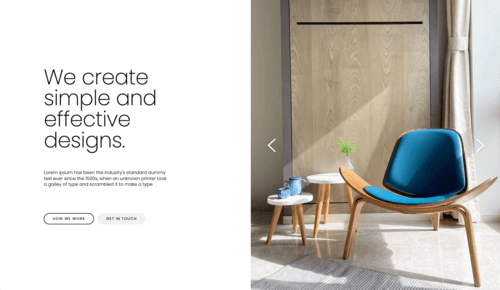 We create
simple and
effective
designs.
Lorem Ipsum has been the industry's standard dummy
text ever since the 1500s, when an unknown printer took
a galley of type and scrambled it to make a type.
HOW WE WORK
GET IN TOUCH